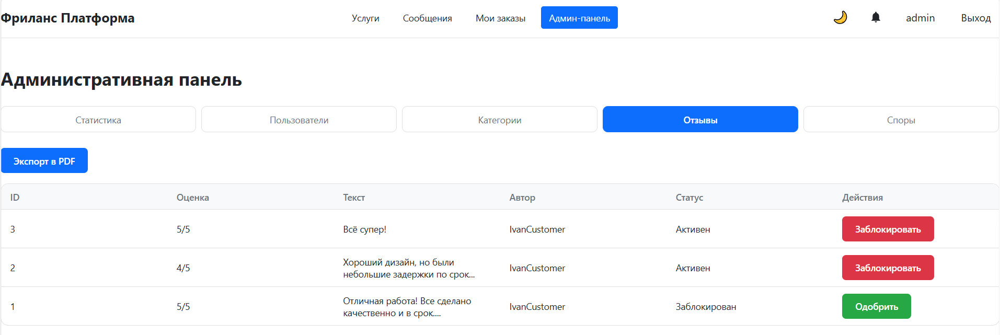 Фриланс Платформа
Услуги
Сообщения
Мои заказы
Админ-панель
admin
Выход
Административная панель
Статистика
Пользователи
Категории
Отзывы
Споры
Экспорт в PDF
ID Оценка Текст Автор Статус Действия
3 5/5 Всё супер! IvanCustomer Активен Заблокировать
2 4/5 Хороший дизайн, но были
небольшие задержки по срок... IvanCustomer Активен Заблокировать
1 5/5 Отличная работа! Все сделано
качественно и в срок.... IvanCustomer Заблокирован Одобрить